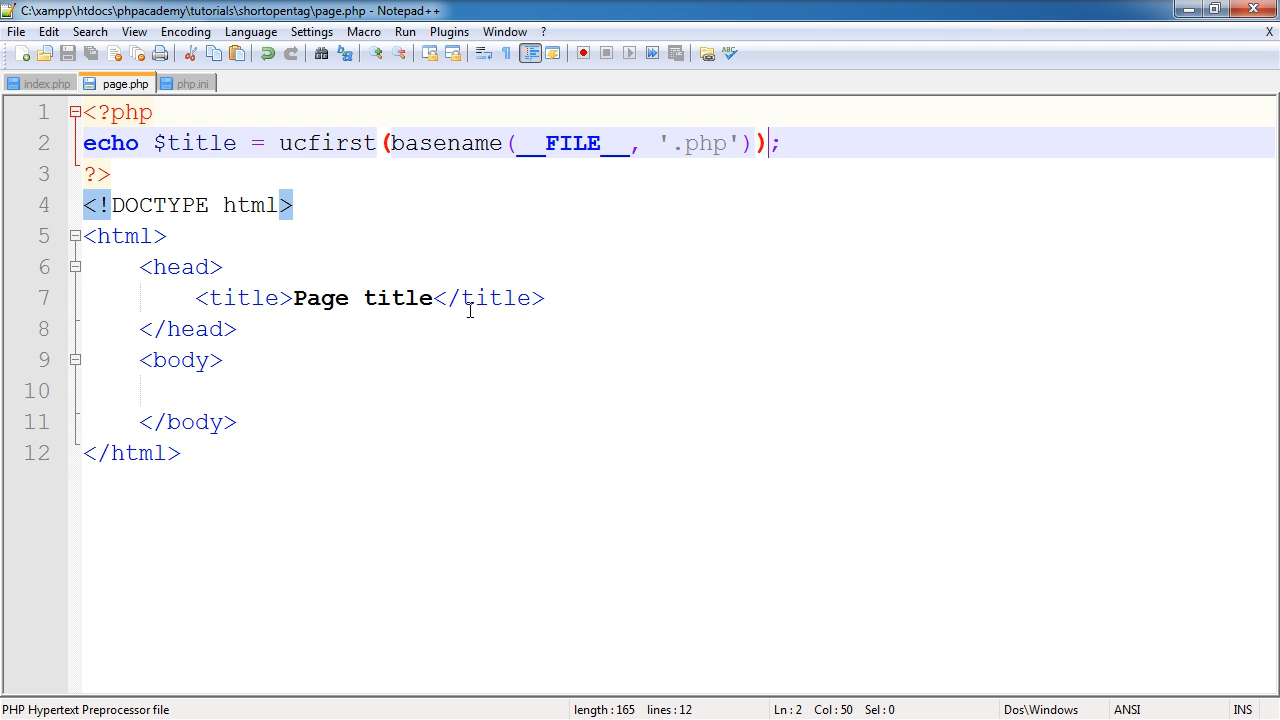 C:\xampp\htdocs\phpacademy\tutorials\shortopentag\page.php - Notepad++
File Edit Search View Encoding Language Settings Macro Run Plugins Window ? X
index.php page.php php.ini
1 <?php
2 echo $title = ucfirst(basename(__FILE__, '.php'));
3 ?>
4 <!DOCTYPE html>
5 <html>
6 <head>
7 <title>Page title</title>
8 </head>
9 <body>
10
11 </body>
12 </html>
PHP Hypertext Preprocessor file length : 165 lines : 12 Ln : 2 Col : 50 Sel : 0 Dos\Windows ANSI INS